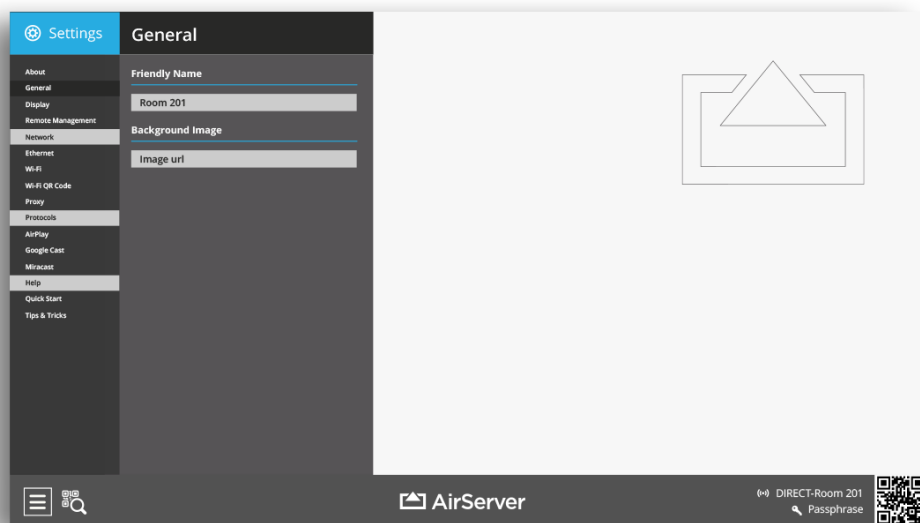 Settings
General
About
General
Display
Remote Management
Network
Ethernet
Wi-Fi
Wi-Fi QR Code
Proxy
Protocols
AirPlay
Google Cast
Miracast
Help
Quick Start
Tips & Tricks
Friendly Name
Room 201
Background Image
Image url
AirServer
DIRECT-Room 201
Passphrase